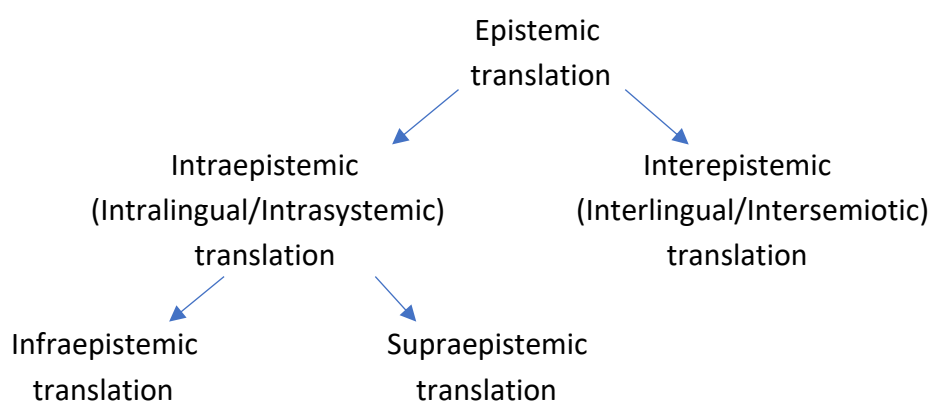 Epistemic
translation
Intraepistemic
(Intralingual/Intrasystemic)
translation
Interepistemic
(Interlingual/Intersemiotic)
translation
Infraepistemic
translation
Supraepistemic
translation